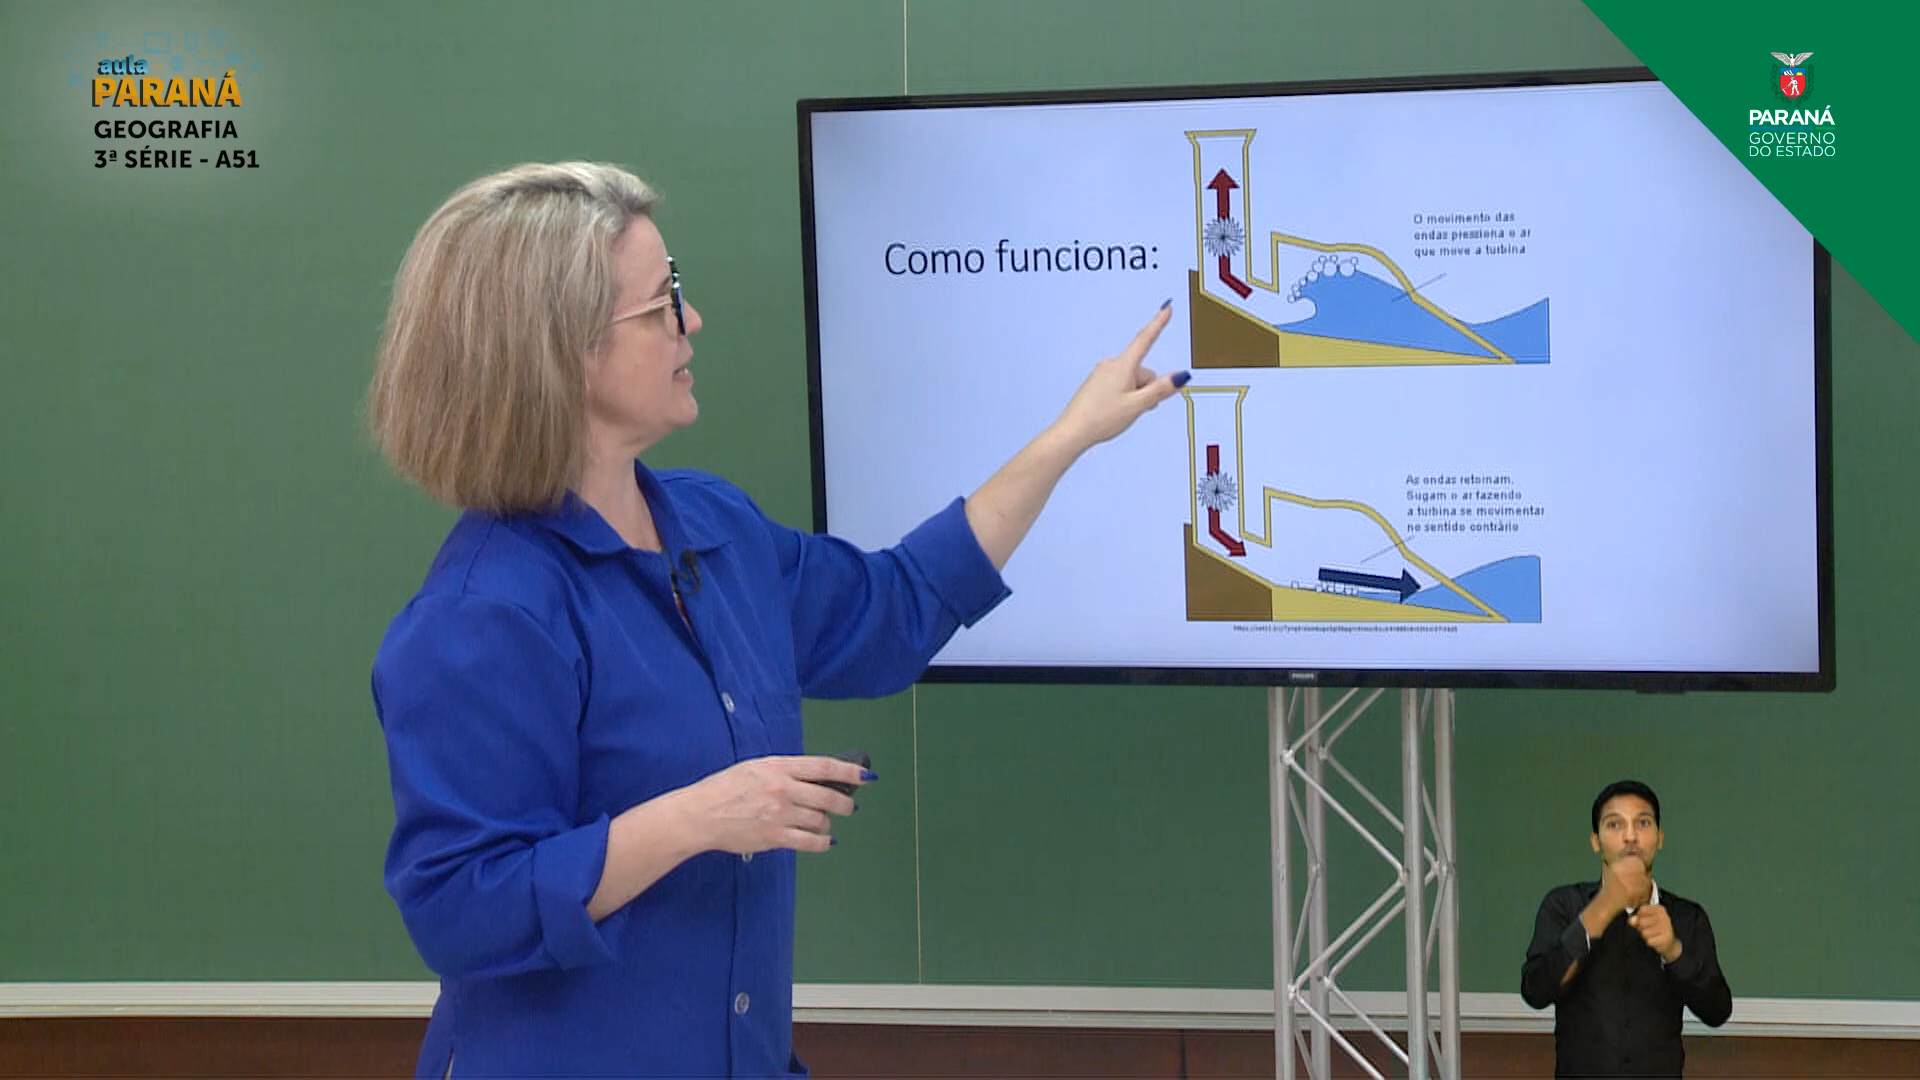 aula
PARANÁ
GEOGRAFIA
3ª SÉRIE - A51
PARANÁ
GOVERNO
DO ESTADO
Como funciona:
O movimento das
ondas pressiona o ar
que move a turbina
As ondas retornam.
Sugam o ar fazendo
a turbina se movimentar
no sentido contrário
PHILIPS